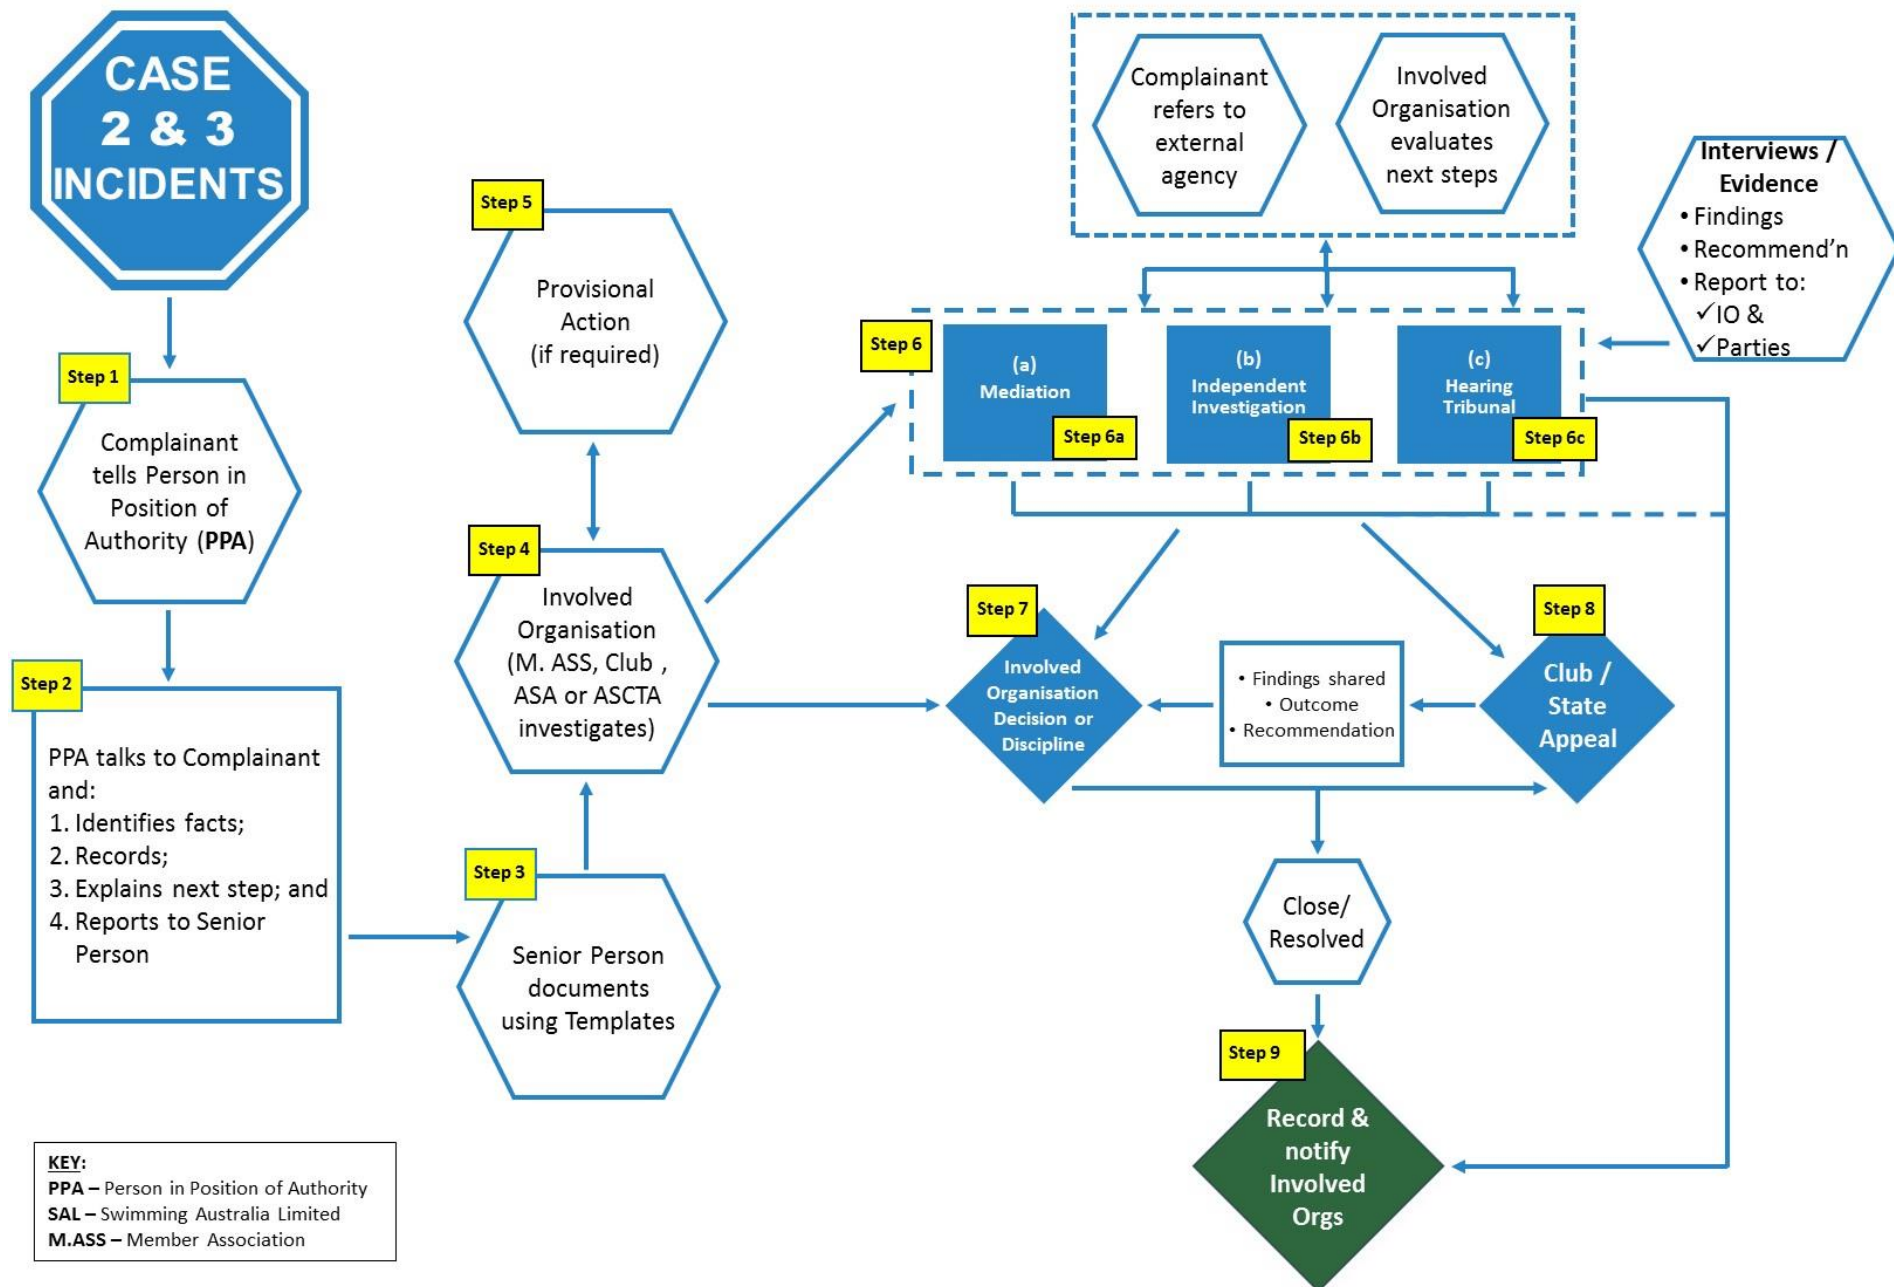 CASE
2 & 3
INCIDENTS
Step 1
Complainant
tells Person in
Position of
Authority (PPA)
Step 2
PPA talks to Complainant
and:
1. Identifies facts;
2. Records;
3. Explains next step; and
4. Reports to Senior
Person
Step 3
Senior Person
documents
using Templates
Step 4
Involved
Organisation
(M. ASS, Club ,
ASA or ASCTA
investigates)
Step 5
Provisional
Action
(if required)
Complainant
refers to
external
agency
Involved
Organisation
evaluates
next steps
Interviews /
Evidence
• Findings
• Recommend'n
• Report to:
✓IO &
✓Parties
Step 6
(a)
Mediation
Step 6a
(b)
Independent
Investigation
Step 6b
(c)
Hearing
Tribunal
Step 6c
Step 7
Involved
Organisation
Decision or
Discipline
• Findings shared
• Outcome
• Recommendation
Step 8
Club /
State
Appeal
Close/
Resolved
Step 9
Record &
notify
Involved
Orgs
KEY:
PPA – Person in Position of Authority
SAL – Swimming Australia Limited
M.ASS – Member Association